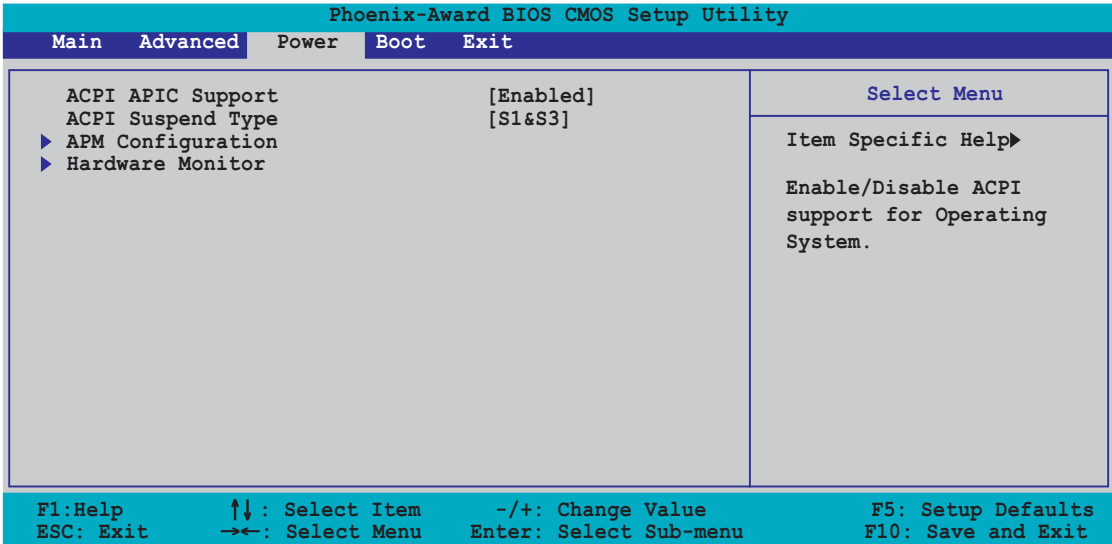 Phoenix-Award BIOS CMOS Setup Utility
Main Advanced Power Boot Exit
ACPI APIC Support [Enabled]
ACPI Suspend Type [S1&S3]
APM Configuration
Hardware Monitor
Select Menu
Item Specific Help
Enable/Disable ACPI
support for Operating
System.
F1:Help ↑↓: Select Item -/+: Change Value F5: Setup Defaults
ESC: Exit →←: Select Menu Enter: Select Sub-menu F10: Save and Exit